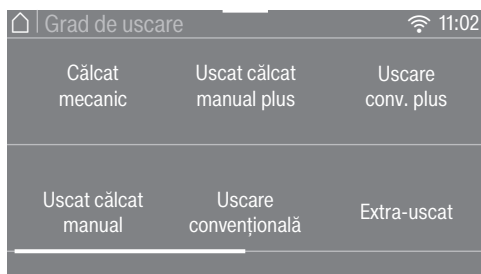 Grad de uscare 11:02
Călcat Uscat călcat Uscare
mecanic manual plus conv. plus
Uscat călcat Uscare Extra-uscat
manual convențională